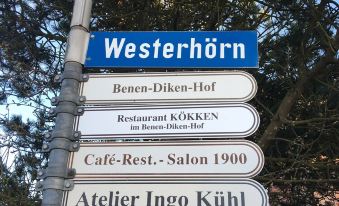 Westerhörn
Benen-Diken-Hof
Restaurant KÖKKEN
im Benen-Diken-Hof
Café-Rest.-Salon 1900
Atelier Ingo Kühl